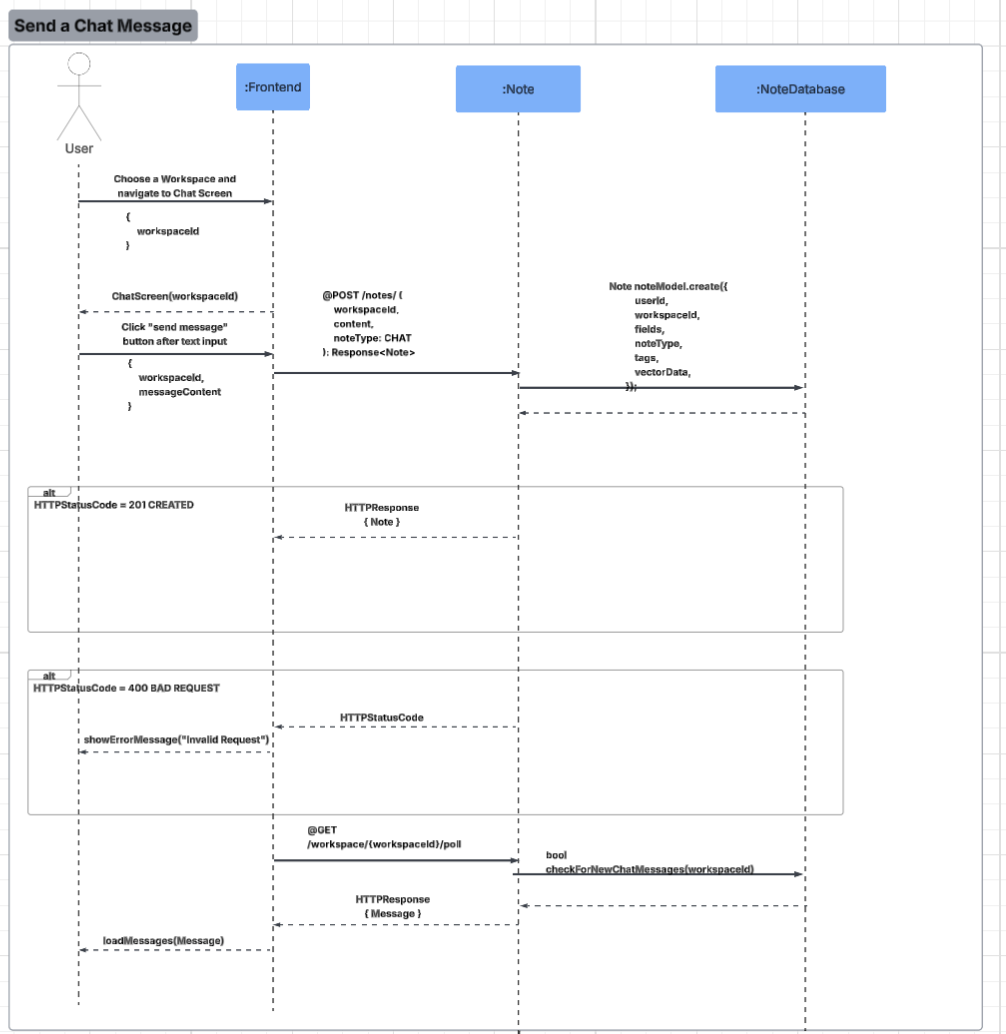 Send a Chat Message
:Frontend
:Note
:NoteDatabase
User
Choose a Workspace and
navigate to Chat Screen
{
workspaceId
}
ChatScreen(workspaceId)
Click "send message"
button after text input
{
workspaceId,
messageContent
}
@POST /notes/ (
workspaceId,
content,
noteType: CHAT
): Response<Note>
Note noteModel.create({
userId,
workspaceId,
fields,
noteType,
tags,
vectorData,
});
alt
HTTPStatusCode = 201 CREATED
HTTPResponse
{ Note }
alt
HTTPStatusCode = 400 BAD REQUEST
HTTPStatusCode
showErrorMessage("Invalid Request")
@GET
/workspace/{workspaceId}/poll
bool
checkForNewChatMessages(workspaceId)
HTTPResponse
{ Message }
loadMessages(Message)